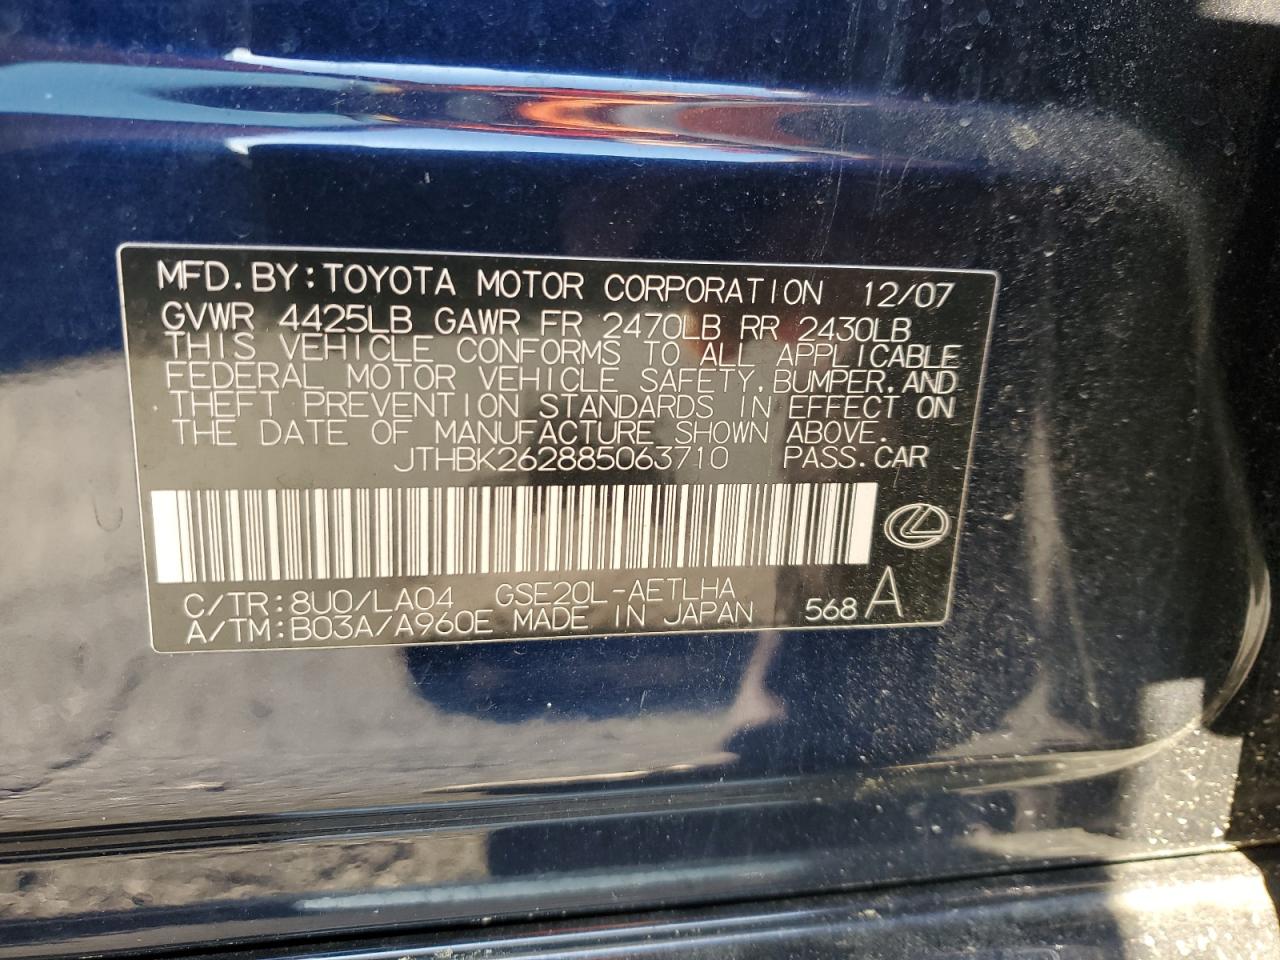 MFD.BY:TOYOTA MOTOR CORPORATION 12/07
GVWR 4425LB GAWR FR 2470LB RR 2430LB
THIS VEHICLE CONFORMS TO ALL APPLICABLE
FEDERAL MOTOR VEHICLE SAFETY,BUMPER,AND
THEFT PREVENTION STANDARDS IN EFFECT ON
THE DATE OF MANUFACTURE SHOWN ABOVE.
JTHBK262885063710 PASS.CAR
C/TR:8U0/LA04 GSE20L-AETLHA
A/TM:B03A/A960E MADE IN JAPAN 568 A